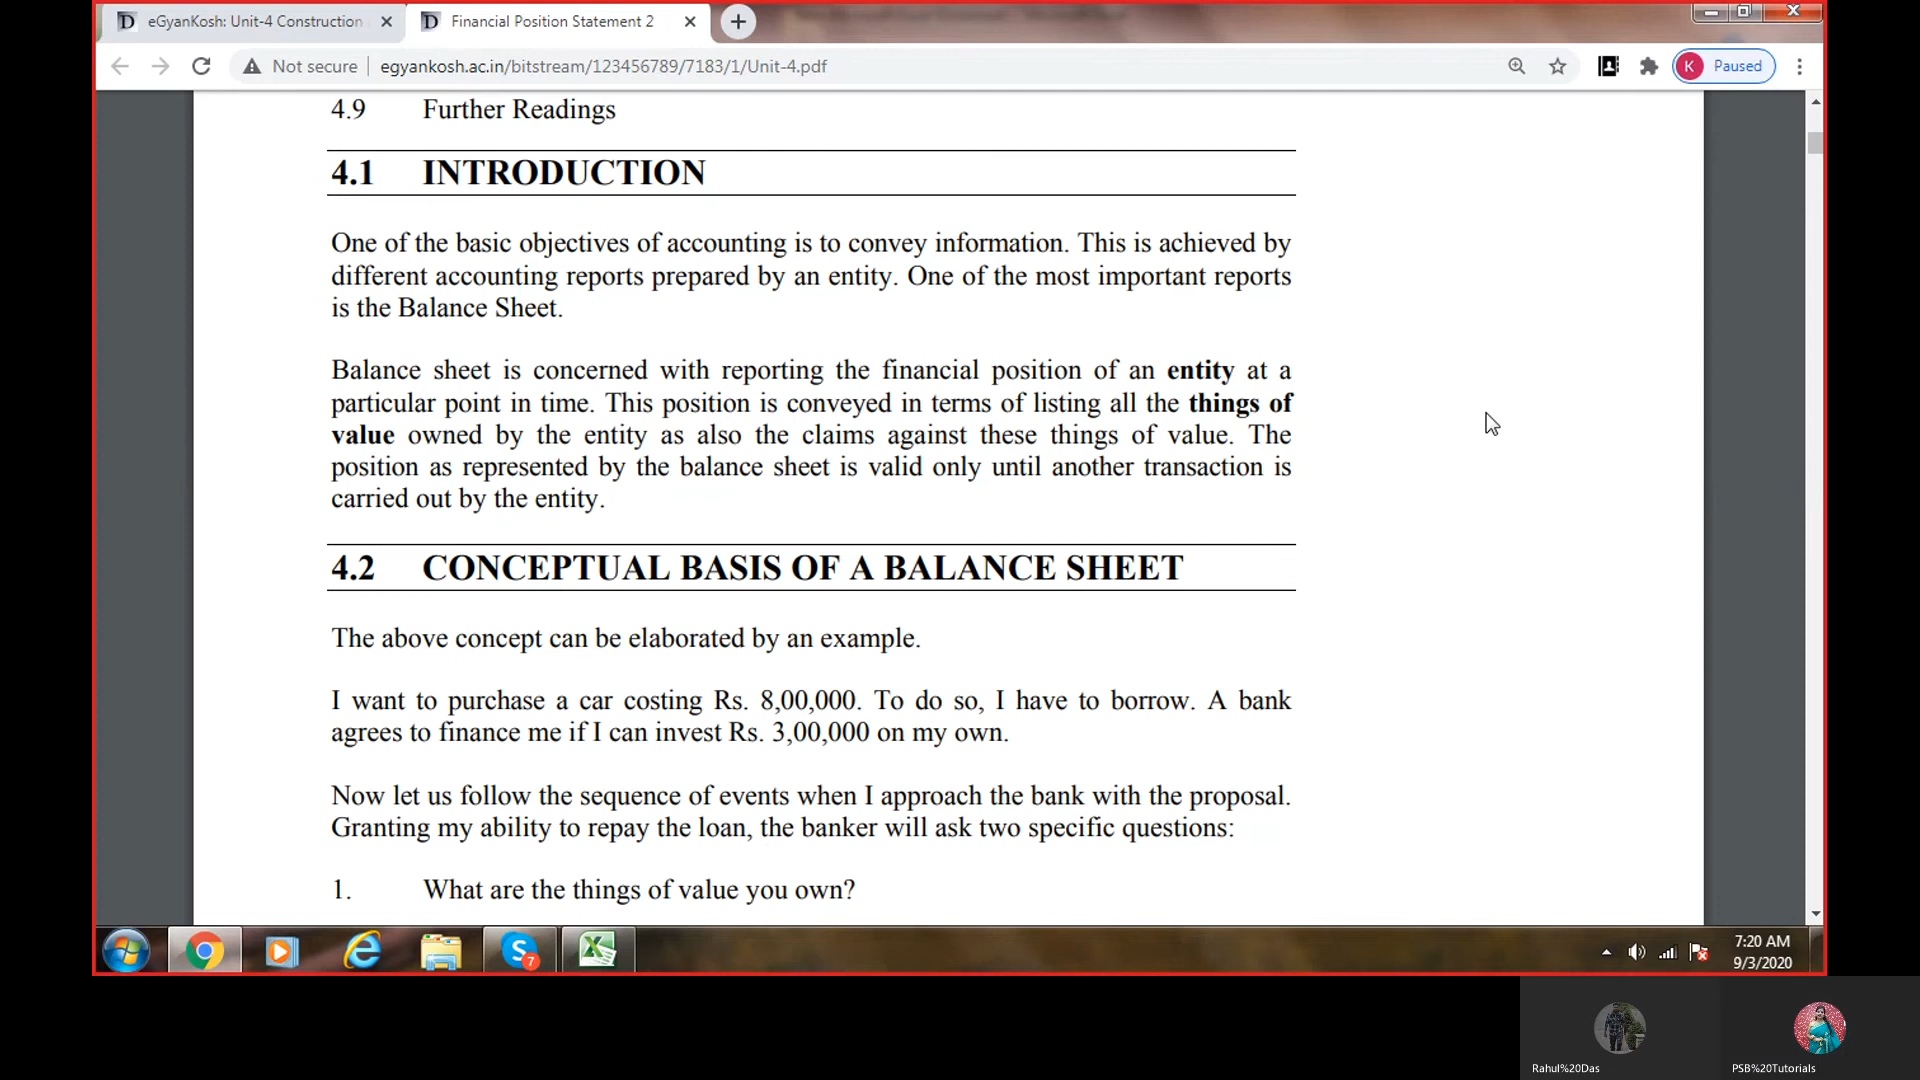 eGyanKosh: Unit-4 Construction
Financial Position Statement 2
Not secure
egyankosh.ac.in/bitstream/123456789/7183/1/Unit-4.pdf
K
Paused
4.9 Further Readings
4.1 INTRODUCTION
One of the basic objectives of accounting is to convey information. This is achieved by
different accounting reports prepared by an entity. One of the most important reports
is the Balance Sheet.
Balance sheet is concerned with reporting the financial position of an entity at a
particular point in time. This position is conveyed in terms of listing all the things of
value owned by the entity as also the claims against these things of value. The
position as represented by the balance sheet is valid only until another transaction is
carried out by the entity.
4.2 CONCEPTUAL BASIS OF A BALANCE SHEET
The above concept can be elaborated by an example.
I want to purchase a car costing Rs. 8,00,000. To do so, I have to borrow. A bank
agrees to finance me if I can invest Rs. 3,00,000 on my own.
Now let us follow the sequence of events when I approach the bank with the proposal.
Granting my ability to repay the loan, the banker will ask two specific questions:
1. What are the things of value you own?
7
7:20 AM
9/3/2020
Rahul%20Das
PSB%20Tutorials